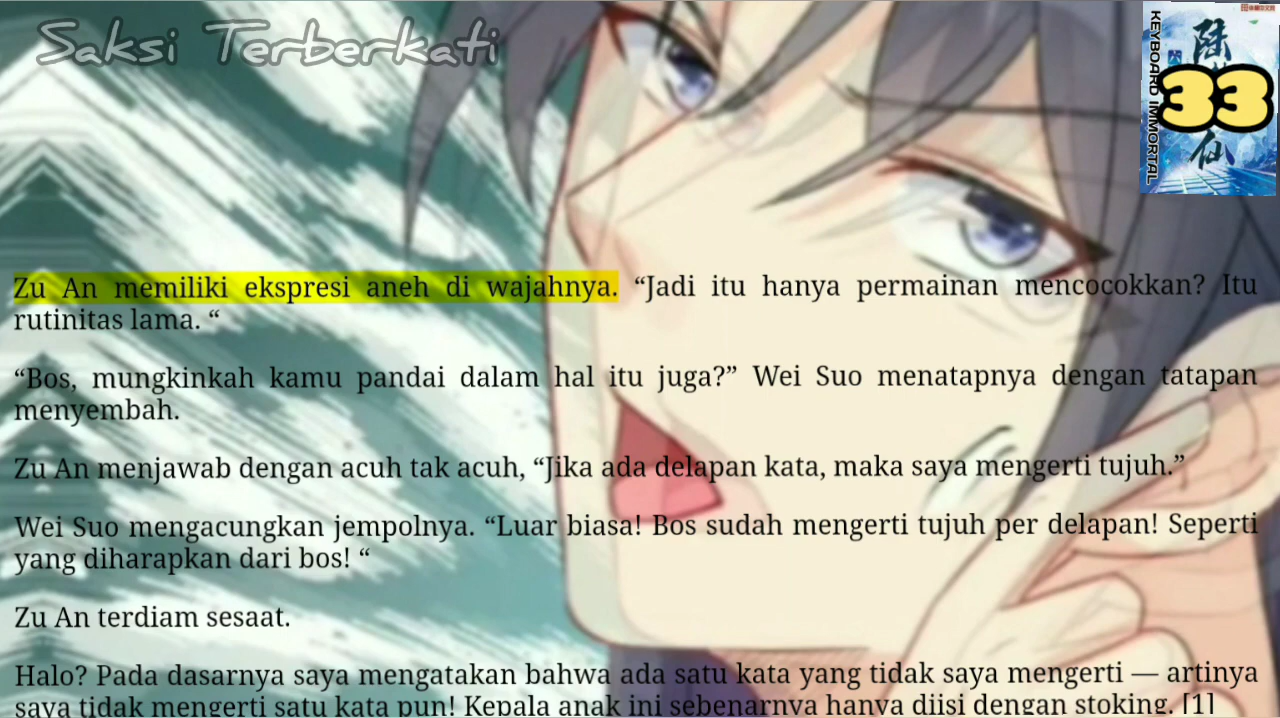 Saksi Terberkati
KEYBOARD IMMORTAL
陆
仙
33
Zu An memiliki ekspresi aneh di wajahnya. “Jadi itu hanya permainan mencocokkan? Itu
rutinitas lama. “
“Bos, mungkinkah kamu pandai dalam hal itu juga?” Wei Suo menatapnya dengan tatapan
menyembah.
Zu An menjawab dengan acuh tak acuh, “Jika ada delapan kata, maka saya mengerti tujuh.”
Wei Suo mengacungkan jempolnya. “Luar biasa! Bos sudah mengerti tujuh per delapan! Seperti
yang diharapkan dari bos! “
Zu An terdiam sesaat.
Halo? Pada dasarnya saya mengatakan bahwa ada satu kata yang tidak saya mengerti — artinya
saya tidak mengerti satu kata pun! Kepala anak ini sebenarnya hanya diisi dengan stoking. [1]